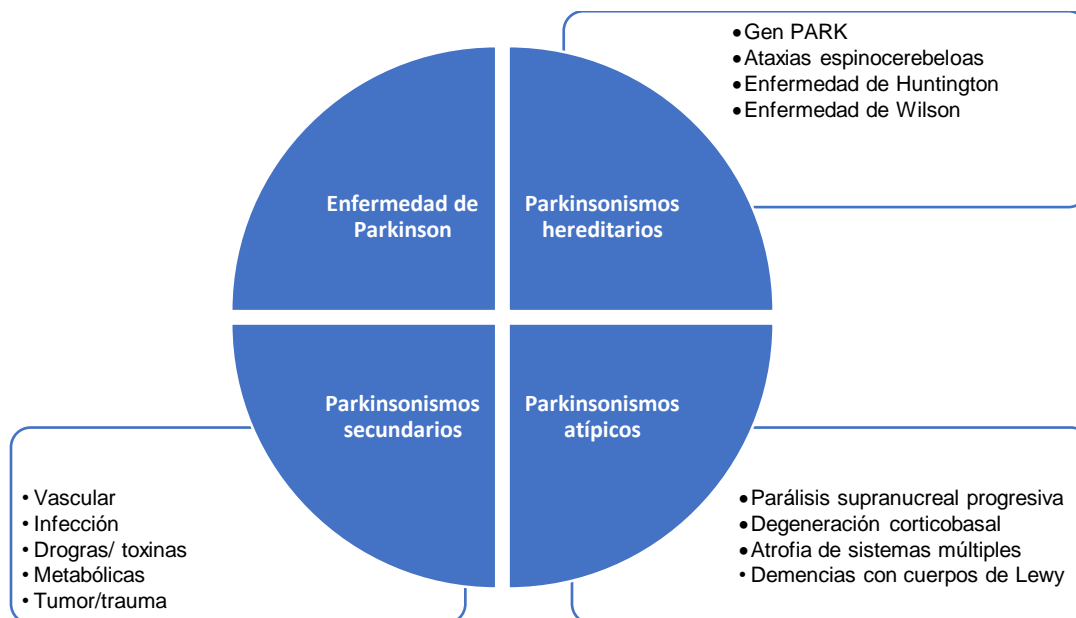 • Gen PARK
• Ataxias espinocerebeloas
• Enfermedad de Huntington
• Enfermedad de Wilson
Enfermedad de
Parkinson
Parkinsonismos
hereditarios
Parkinsonismos
secundarios
Parkinsonismos
atípicos
• Vascular
• Infección
• Drogras/ toxinas
• Metabólicas
• Tumor/trauma
• Parálisis supranucreal progresiva
• Degeneración corticobasal
• Atrofia de sistemas múltiples
• Demencias con cuerpos de Lewy